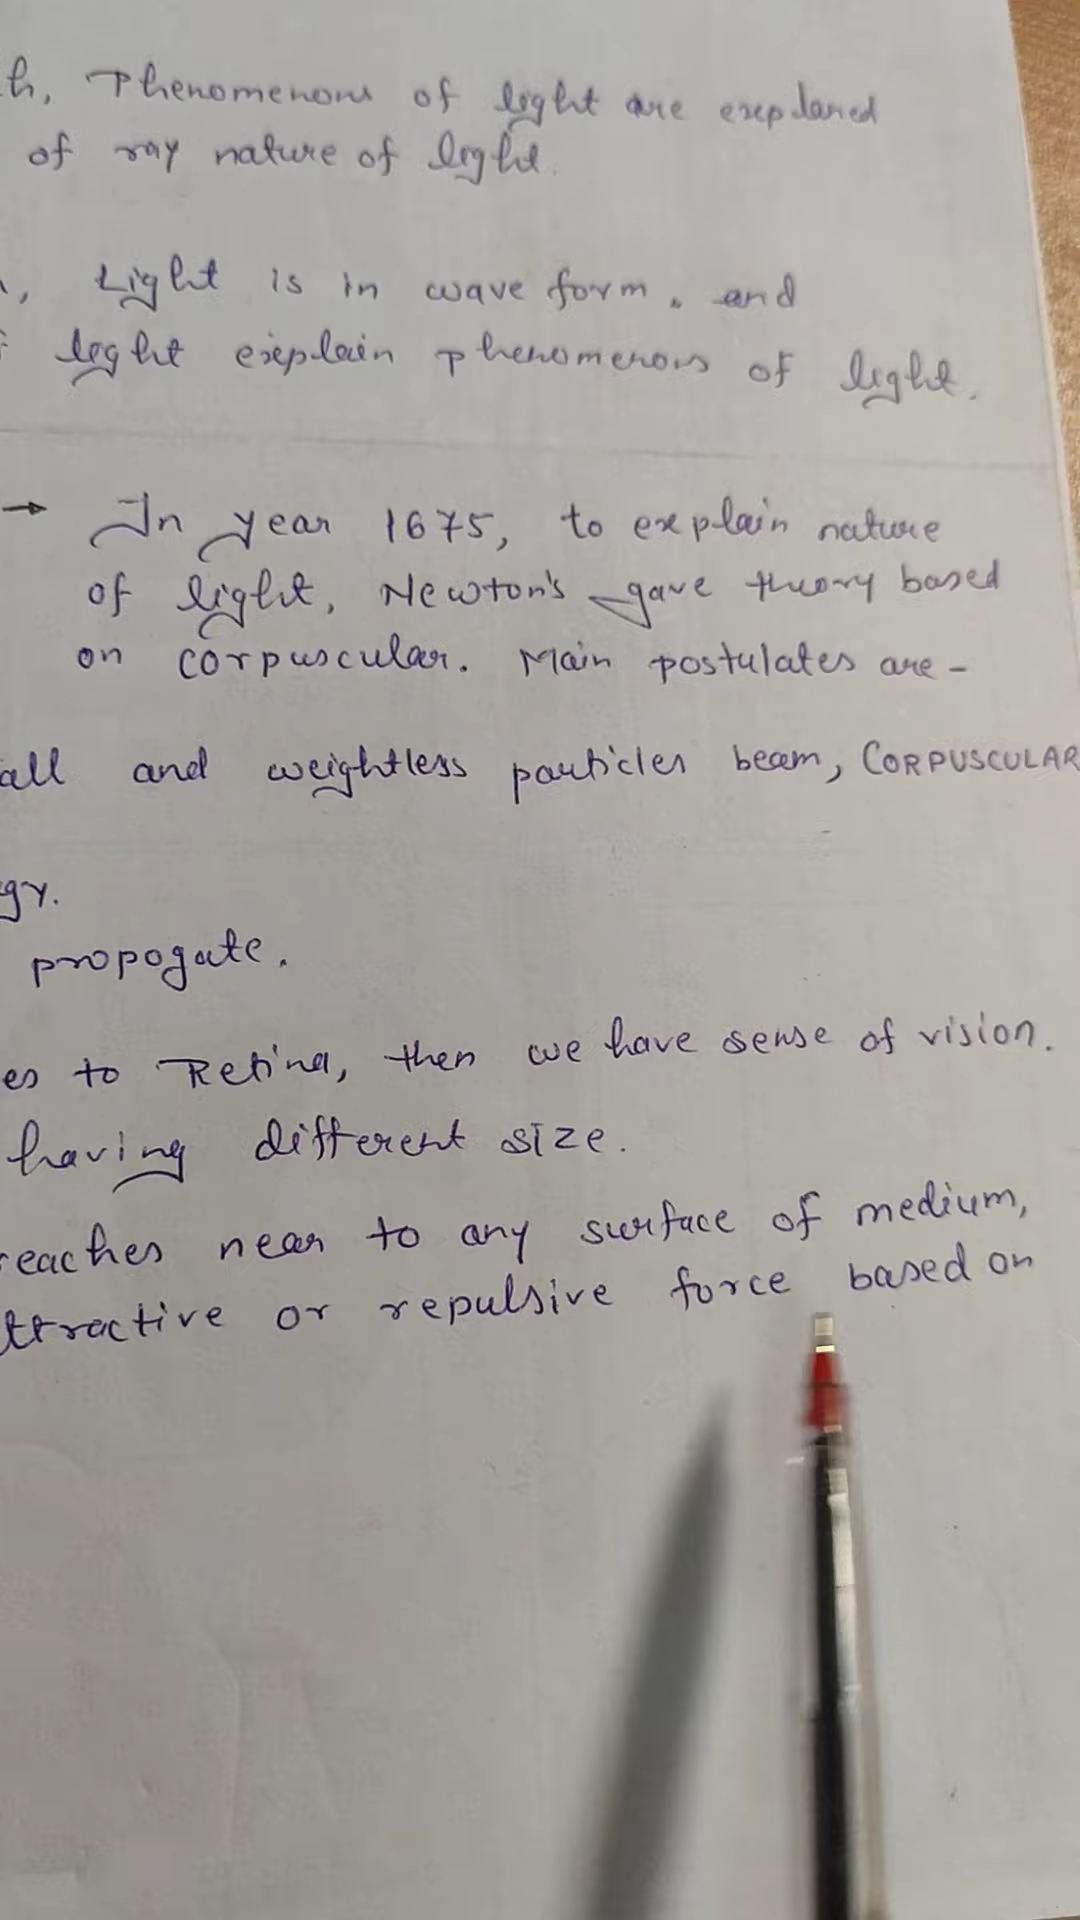 h, Phenomenons of light are explaned
of ray nature of light.
, Light is in wave form, and
light explain phenomenons of light.
→ In year 1675, to explain nature
of light, Newton's gave theory based
on corpuscular. Main postulates are -
all and weightless particles beam, CORPUSCULAR
gy.
propogate.
es to Retina, then we have sense of vision.
having different size.
reaches near to any surface of medium,
ttractive or repulsive force based on